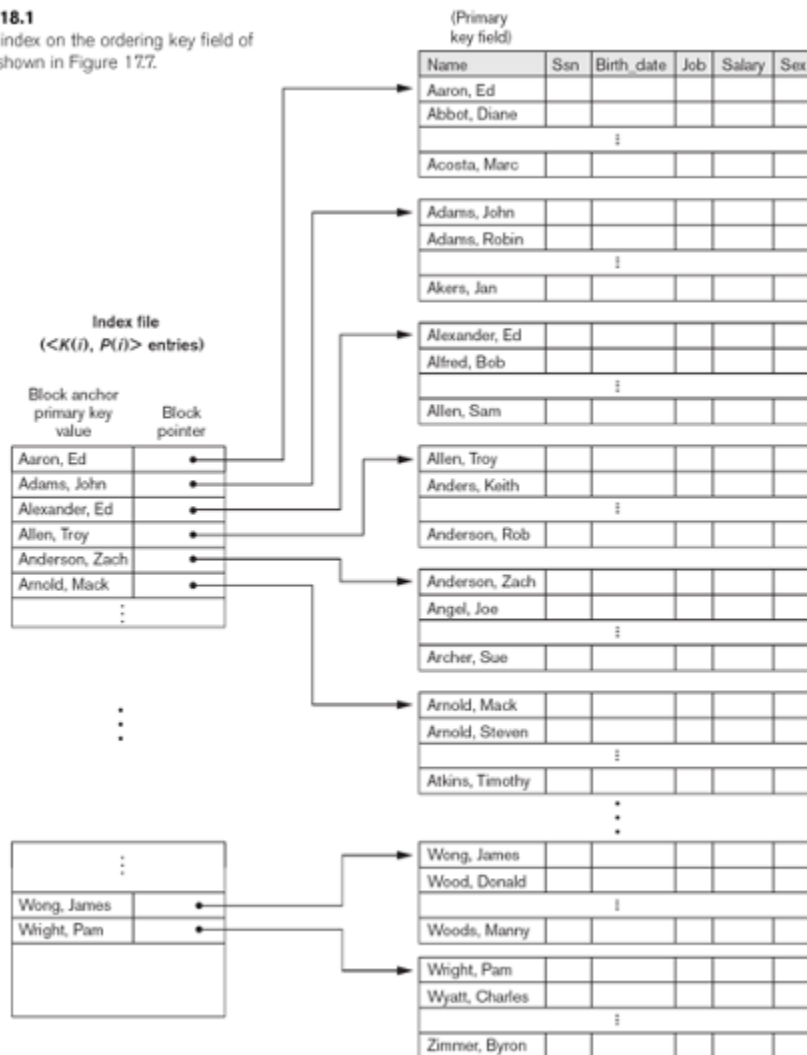 18.1
index on the ordering key field of
shown in Figure 17.7.
(Primary
key field)
Name Ssn Birth_date Job Salary Sex
Aaron, Ed
Abbot, Diane
⋮
Acosta, Marc
Adams, John
Adams, Robin
⋮
Akers, Jan
Alexander, Ed
Alfred, Bob
⋮
Allen, Sam
Allen, Troy
Anders, Keith
⋮
Anderson, Rob
Anderson, Zach
Angel, Joe
⋮
Archer, Sue
Arnold, Mack
Arnold, Steven
⋮
Atkins, Timothy
⋮
Wong, James
Wood, Donald
⋮
Woods, Manny
Wright, Pam
Wyatt, Charles
⋮
Zimmer, Byron
Index file
(<K(i), P(i)> entries)
Block anchor
primary key
value
Block
pointer
Aaron, Ed
Adams, John
Alexander, Ed
Allen, Troy
Anderson, Zach
Arnold, Mack
⋮
⋮
⋮
Wong, James
Wright, Pam